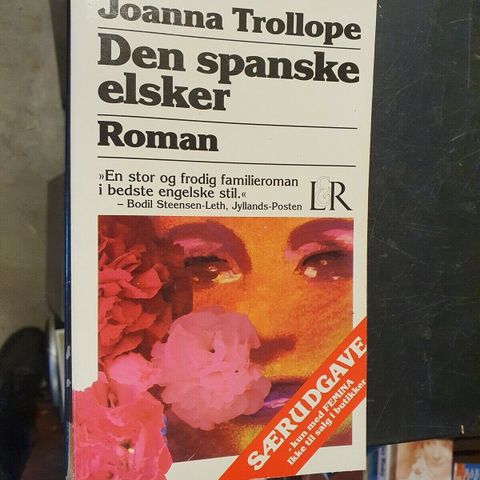 Joanna Trollope
Den spanske
elsker
Roman
»En stor og frodig familieroman
i bedste engelske stil.«
– Bodil Steensen-Leth, Jyllands-Posten
L&R
SÆRUDGAVE
- kun med FEMINA
Ikke til salg i butikker